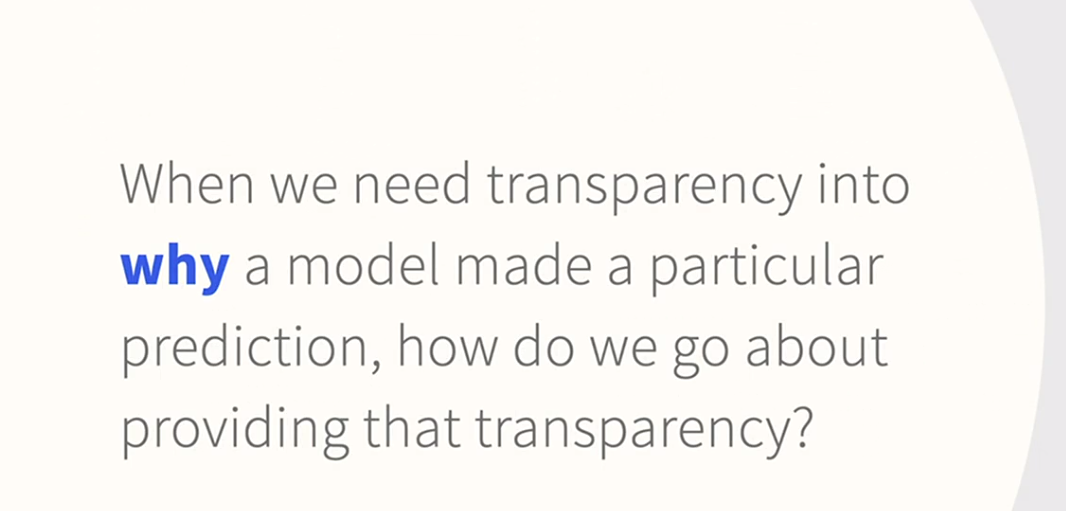 When we need transparency into
why a model made a particular
prediction, how do we go about
providing that transparency?